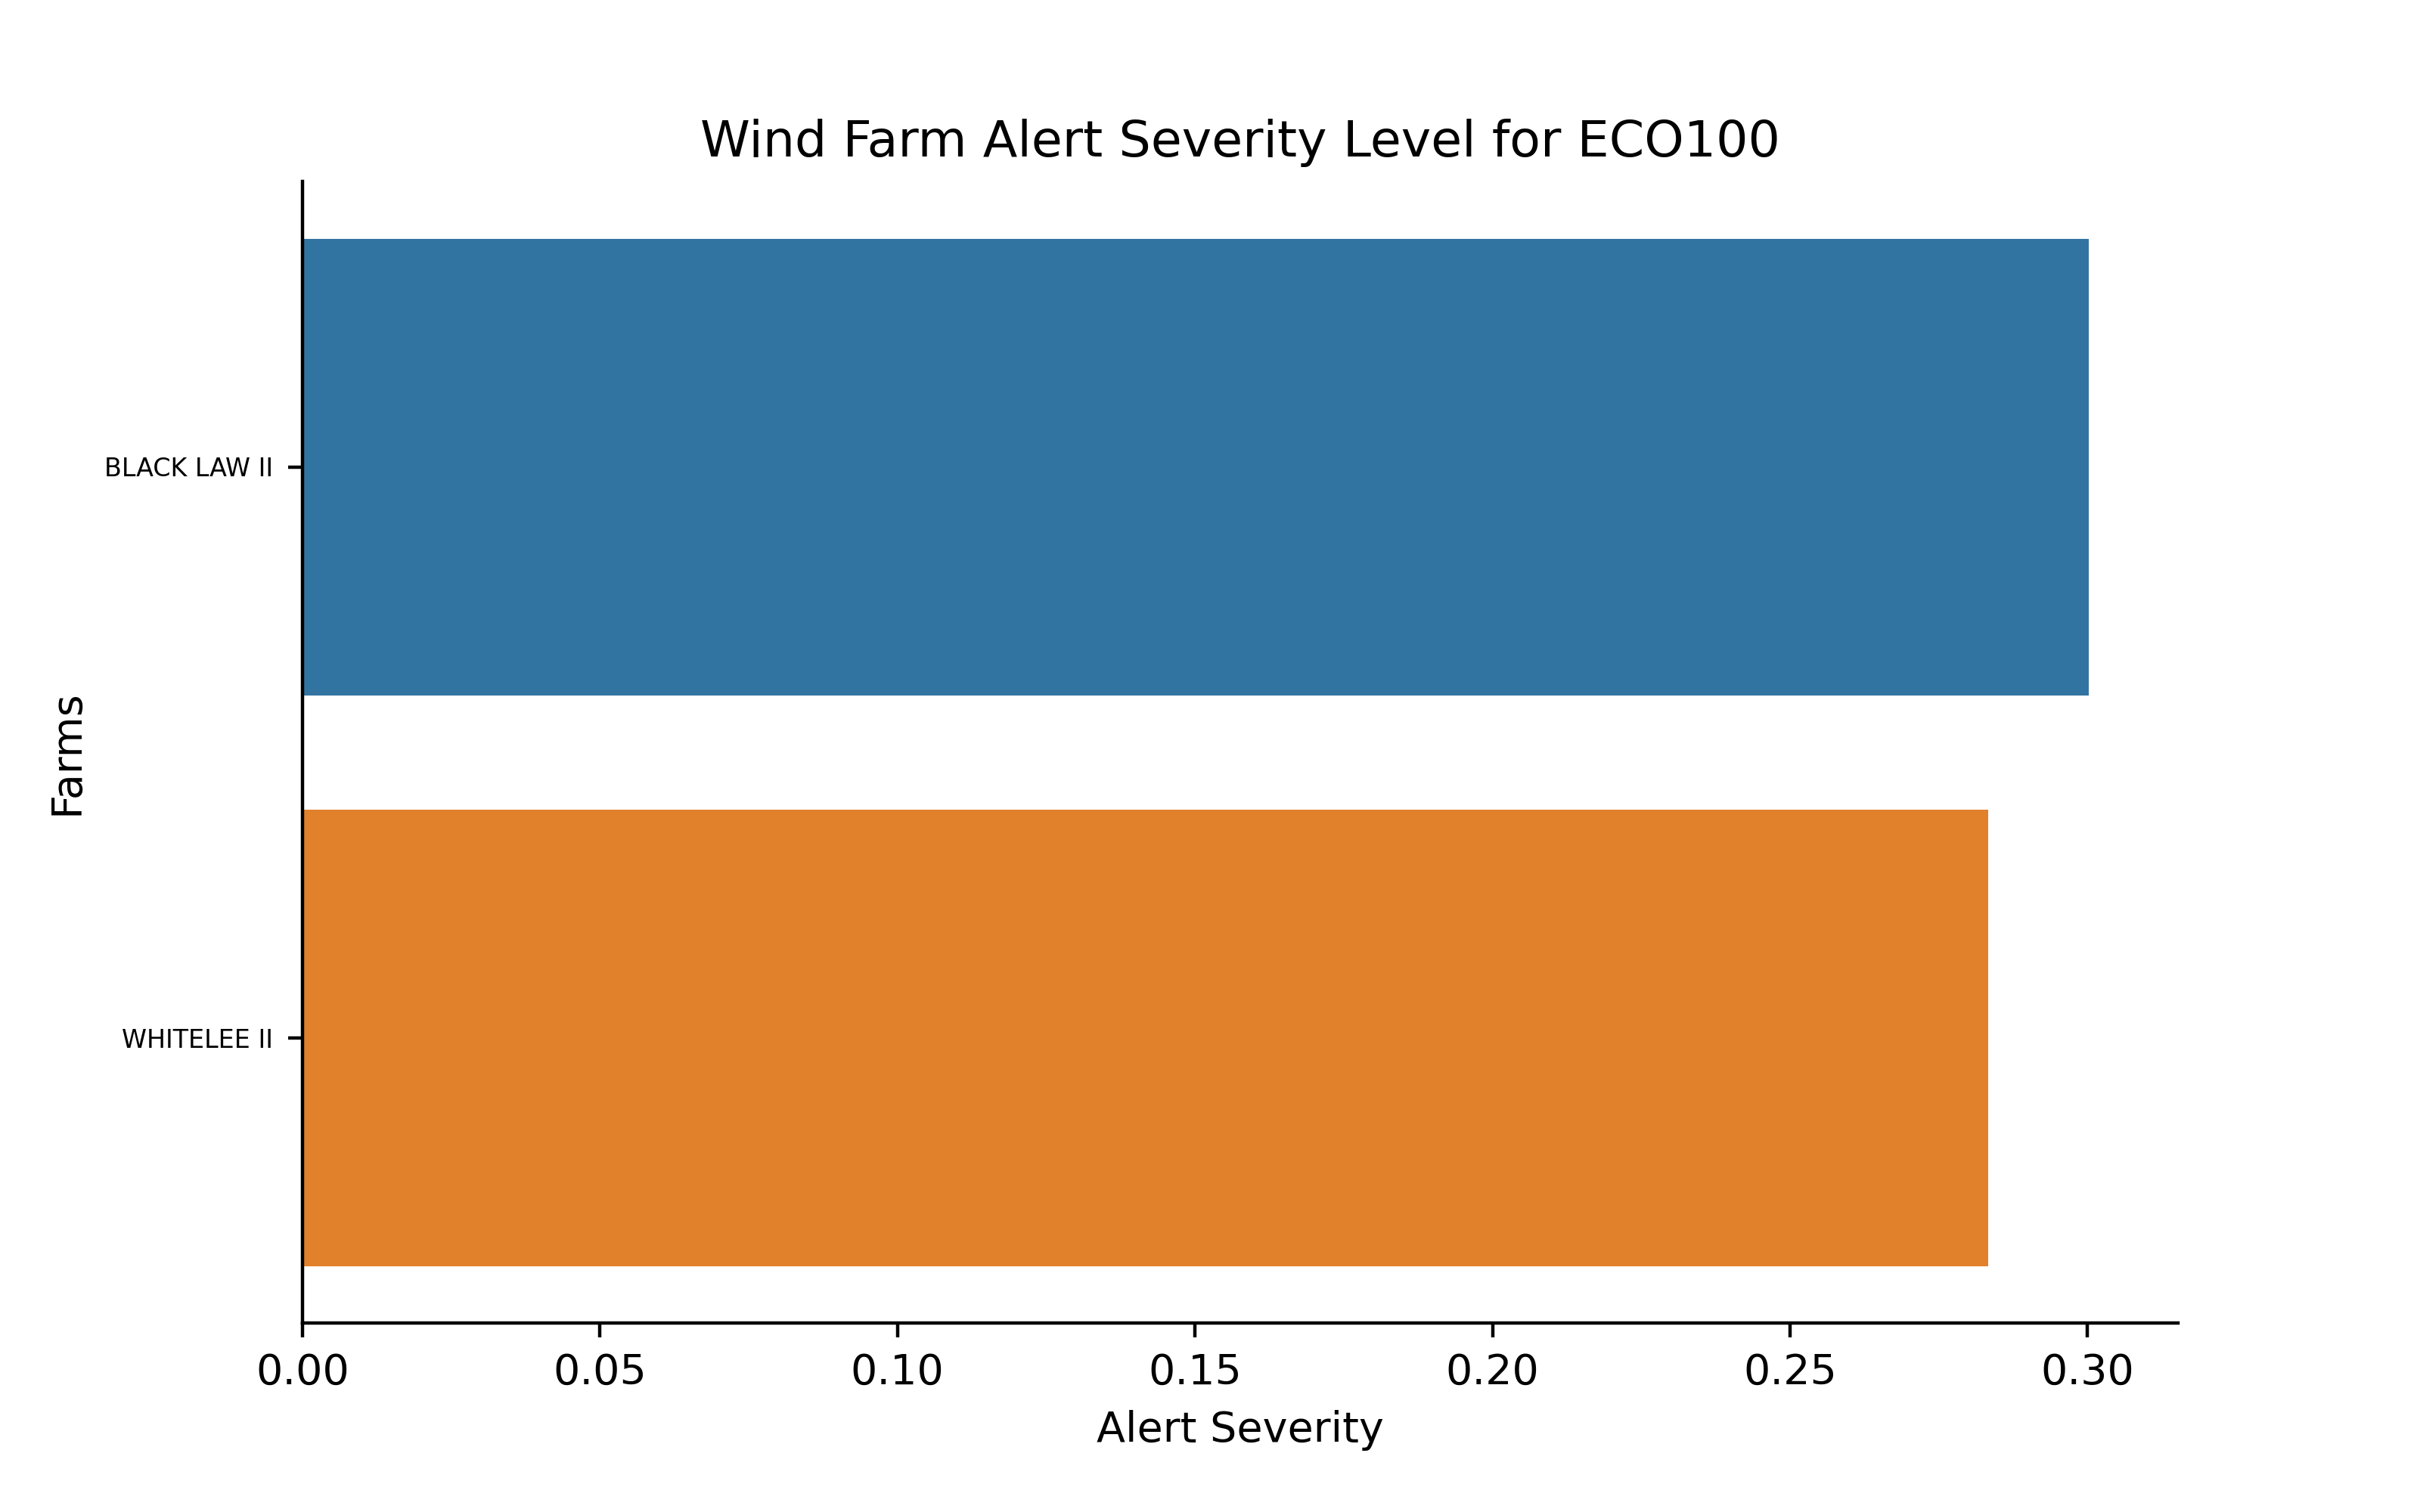 Wind Farm Alert Severity Level for ECO100
BLACK LAW II
Farms
WHITELEE II
0.00 0.05 0.10 0.15 0.20 0.25 0.30
Alert Severity